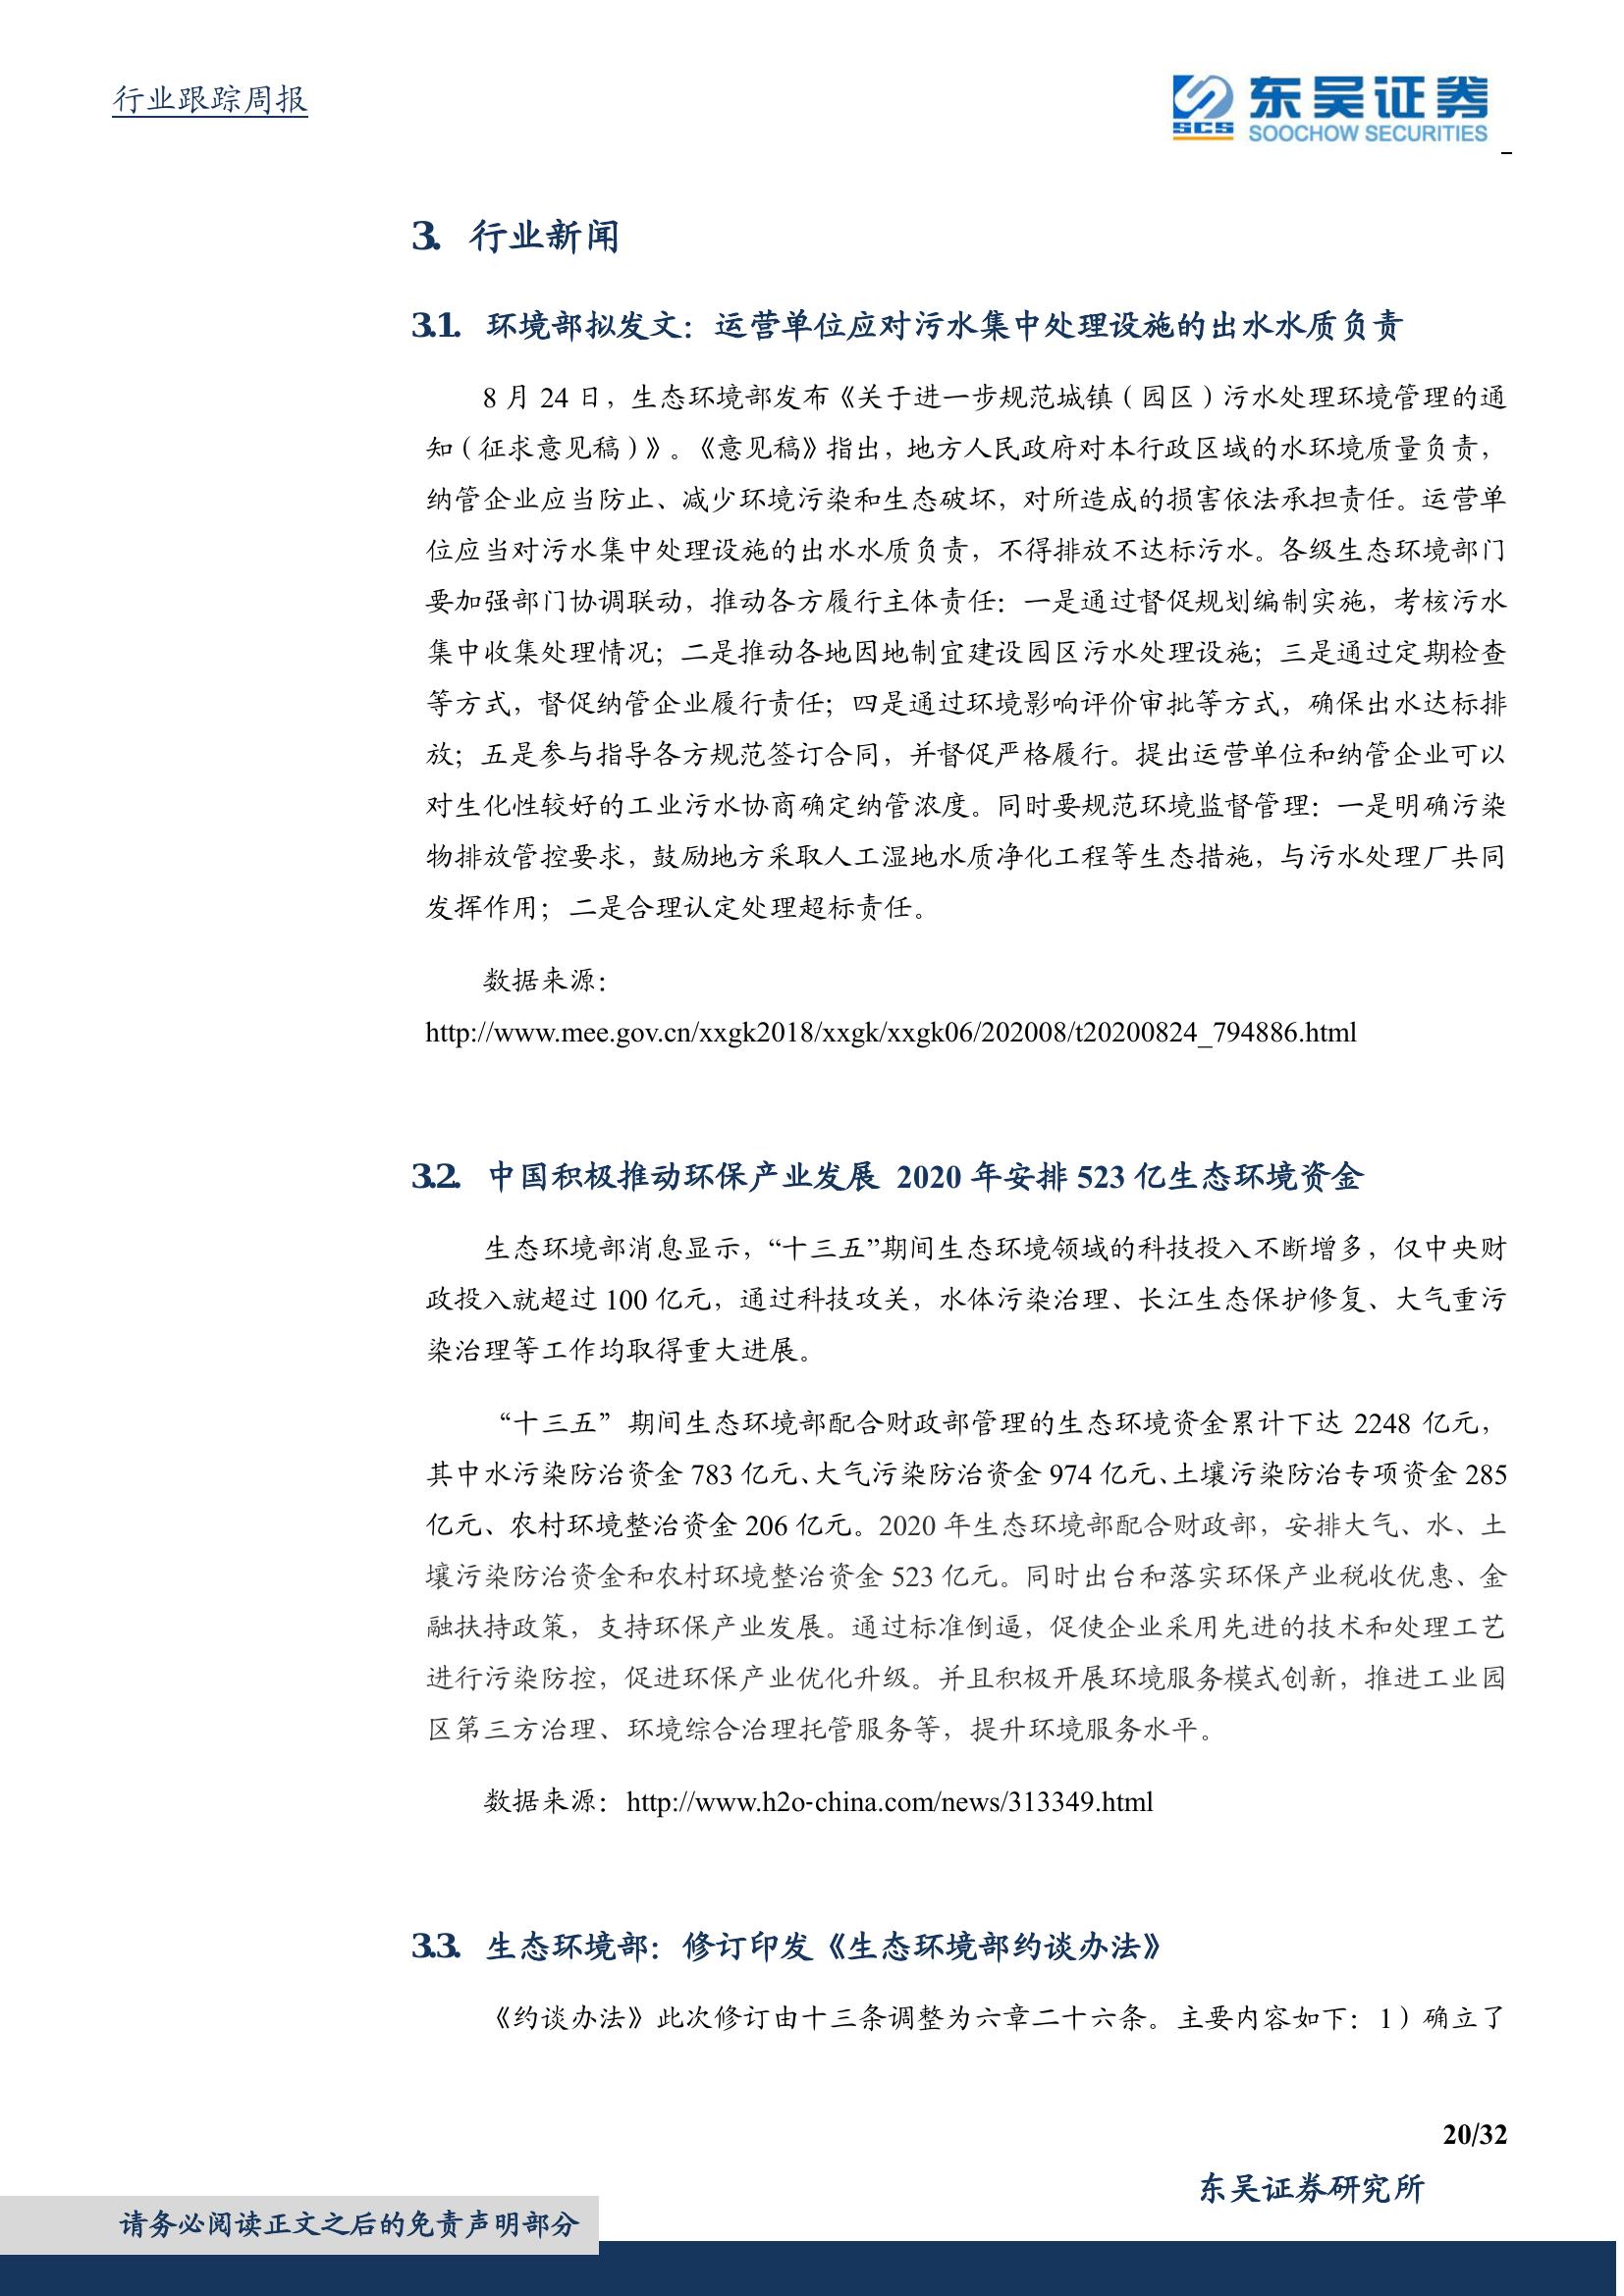 行业跟踪周报
东吴证券
SCS
SOOCHOW SECURITIES
3. 行业新闻
3.1. 环境部拟发文：运营单位应对污水集中处理设施的出水水质负责
8 月 24 日，生态环境部发布《关于进一步规范城镇（园区）污水处理环境管理的通
知（征求意见稿）》。《意见稿》指出，地方人民政府对本行政区域的水环境质量负责，
纳管企业应当防止、减少环境污染和生态破坏，对所造成的损害依法承担责任。运营单
位应当对污水集中处理设施的出水水质负责，不得排放不达标污水。各级生态环境部门
要加强部门协调联动，推动各方履行主体责任：一是通过督促规划编制实施，考核污水
集中收集处理情况；二是推动各地因地制宜建设园区污水处理设施；三是通过定期检查
等方式，督促纳管企业履行责任；四是通过环境影响评价审批等方式，确保出水达标排
放；五是参与指导各方规范签订合同，并督促严格履行。提出运营单位和纳管企业可以
对生化性较好的工业污水协商确定纳管浓度。同时要规范环境监督管理：一是明确污染
物排放管控要求，鼓励地方采取人工湿地水质净化工程等生态措施，与污水处理厂共同
发挥作用；二是合理认定处理超标责任。
数据来源：
http://www.mee.gov.cn/xxgk2018/xxgk/xxgk06/202008/t20200824_794886.html
3.2. 中国积极推动环保产业发展 2020 年安排 523 亿生态环境资金
生态环境部消息显示，“十三五”期间生态环境领域的科技投入不断增多，仅中央财
政投入就超过 100 亿元，通过科技攻关，水体污染治理、长江生态保护修复、大气重污
染治理等工作均取得重大进展。
“十三五” 期间生态环境部配合财政部管理的生态环境资金累计下达 2248 亿元，
其中水污染防治资金 783 亿元、大气污染防治资金 974 亿元、土壤污染防治专项资金 285
亿元、农村环境整治资金 206 亿元。2020 年生态环境部配合财政部，安排大气、水、土
壤污染防治资金和农村环境整治资金 523 亿元。同时出台和落实环保产业税收优惠、金
融扶持政策，支持环保产业发展。通过标准倒逼，促使企业采用先进的技术和处理工艺
进行污染防控，促进环保产业优化升级。并且积极开展环境服务模式创新，推进工业园
区第三方治理、环境综合治理托管服务等，提升环境服务水平。
数据来源：http://www.h2o-china.com/news/313349.html
3.3. 生态环境部：修订印发《生态环境部约谈办法》
《约谈办法》此次修订由十三条调整为六章二十六条。主要内容如下：1）确立了
20/32
东吴证券研究所
请务必阅读正文之后的免责声明部分